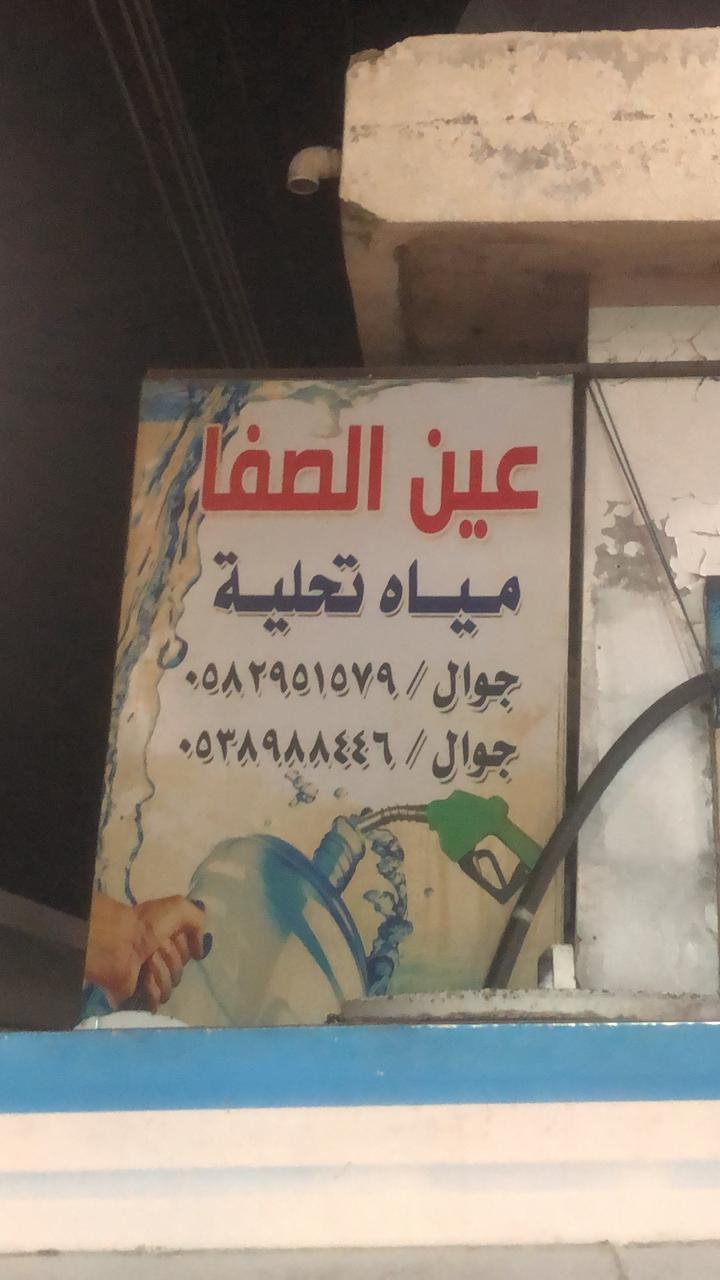 عين الصفا
مياه تحلية
جوال // ٠٥٨٢٩٥١٥٧٩
جوال // ٠٥٣٨٩٨٨٤٤٦